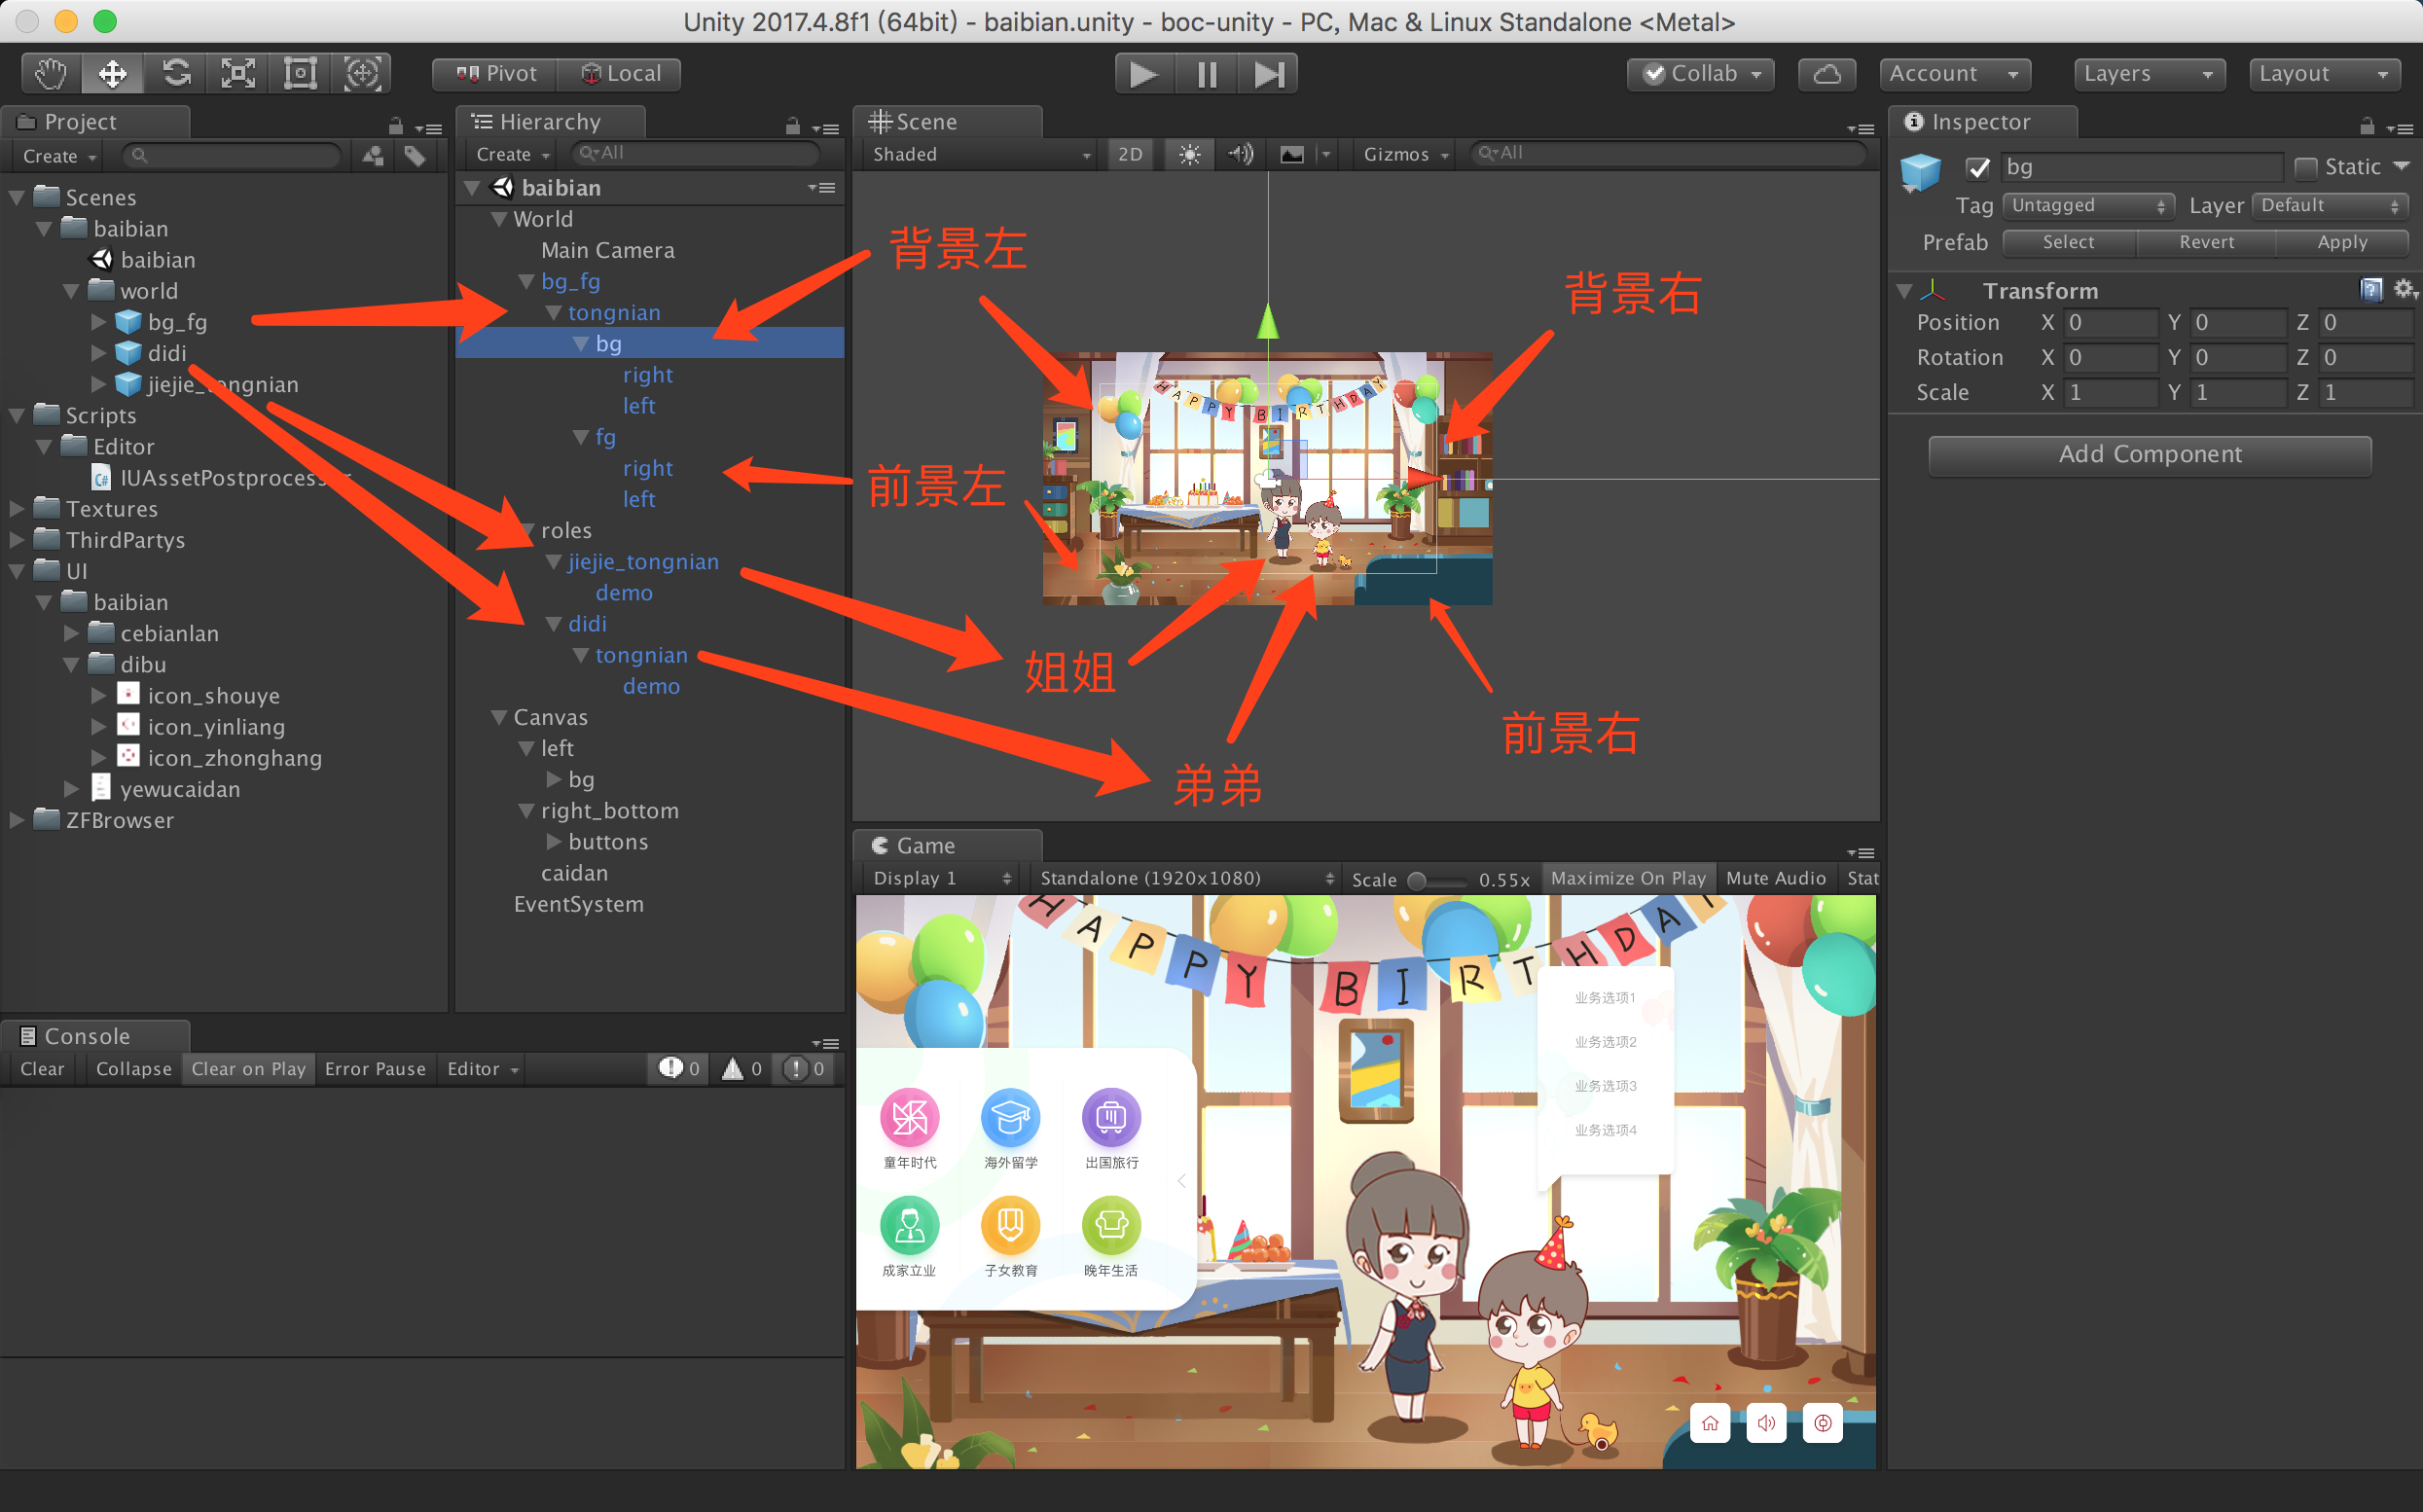 Unity 2017.4.8f1 (64bit) - baibian.unity - boc-unity - PC, Mac & Linux Standalone <Metal>
Pivot
Local
Collab
Account
Layers
Layout
Project
Create
Scenes
baibian
baibian
world
bg_fg
didi
jiejie_tongnian
Scripts
Editor
IUAssetPostprocesser
Textures
ThirdPartys
UI
baibian
cebianlan
dibu
icon_shouye
icon_yinliang
icon_zhonghang
yewucaidan
ZFBrowser
Hierarchy
Create
All
baibian
World
Main Camera
bg_fg
tongnian
bg
right
left
fg
right
left
roles
jiejie_tongnian
demo
didi
tongnian
demo
Canvas
left
bg
right_bottom
buttons
caidan
EventSystem
Scene
Shaded
2D
Gizmos
All
背景左
背景右
前景左
姐姐
前景右
弟弟
HAPPY BIRTHDAY
Game
Display 1
Standalone (1920x1080)
Scale
0.55x
Maximize On Play
Mute Audio
Stat
HAPPY BIRTHDAY
业务选项1
业务选项2
业务选项3
业务选项4
童年时代
海外留学
出国旅行
成家立业
子女教育
晚年生活
Console
Clear
Collapse
Clear on Play
Error Pause
Editor
0
0
0
Inspector
bg
Static
Tag
Untagged
Layer
Default
Prefab
Select
Revert
Apply
Transform
Position X 0 Y 0 Z 0
Rotation X 0 Y 0 Z 0
Scale X 1 Y 1 Z 1
Add Component